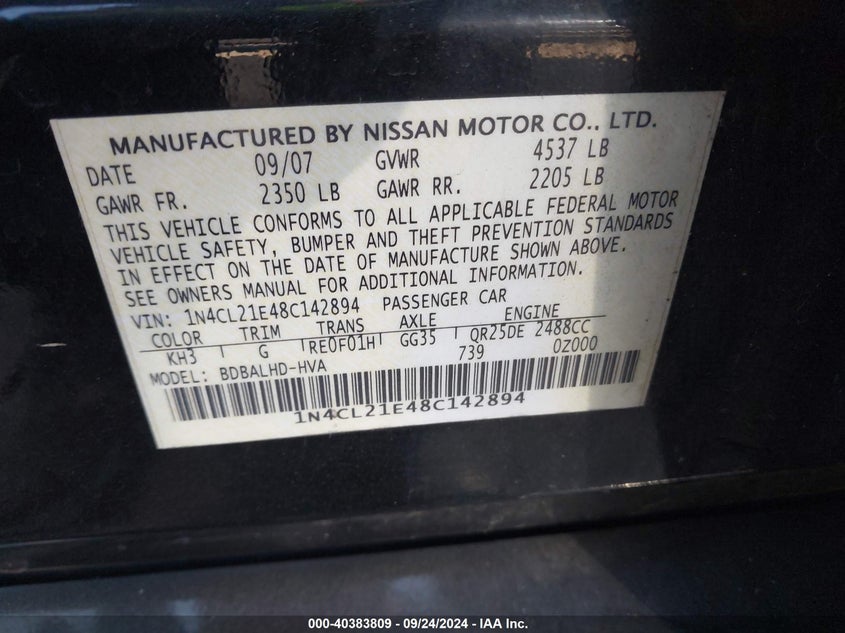 MANUFACTURED BY NISSAN MOTOR CO., LTD.
DATE 09/07 GVWR 4537 LB
GAWR FR. 2350 LB GAWR RR. 2205 LB
THIS VEHICLE CONFORMS TO ALL APPLICABLE FEDERAL MOTOR
VEHICLE SAFETY, BUMPER AND THEFT PREVENTION STANDARDS
IN EFFECT ON THE DATE OF MANUFACTURE SHOWN ABOVE.
SEE OWNERS MANUAL FOR ADDITIONAL INFORMATION.
VIN: 1N4CL21E48C142894 PASSENGER CAR
COLOR TRIM TRANS AXLE ENGINE
KH3 G RE0F01H GG35 QR25DE 2488CC
739 0Z000
MODEL: BDBALHD-HVA
1N4CL21E48C142894
000-40383809 - 09/24/2024 - IAA Inc.